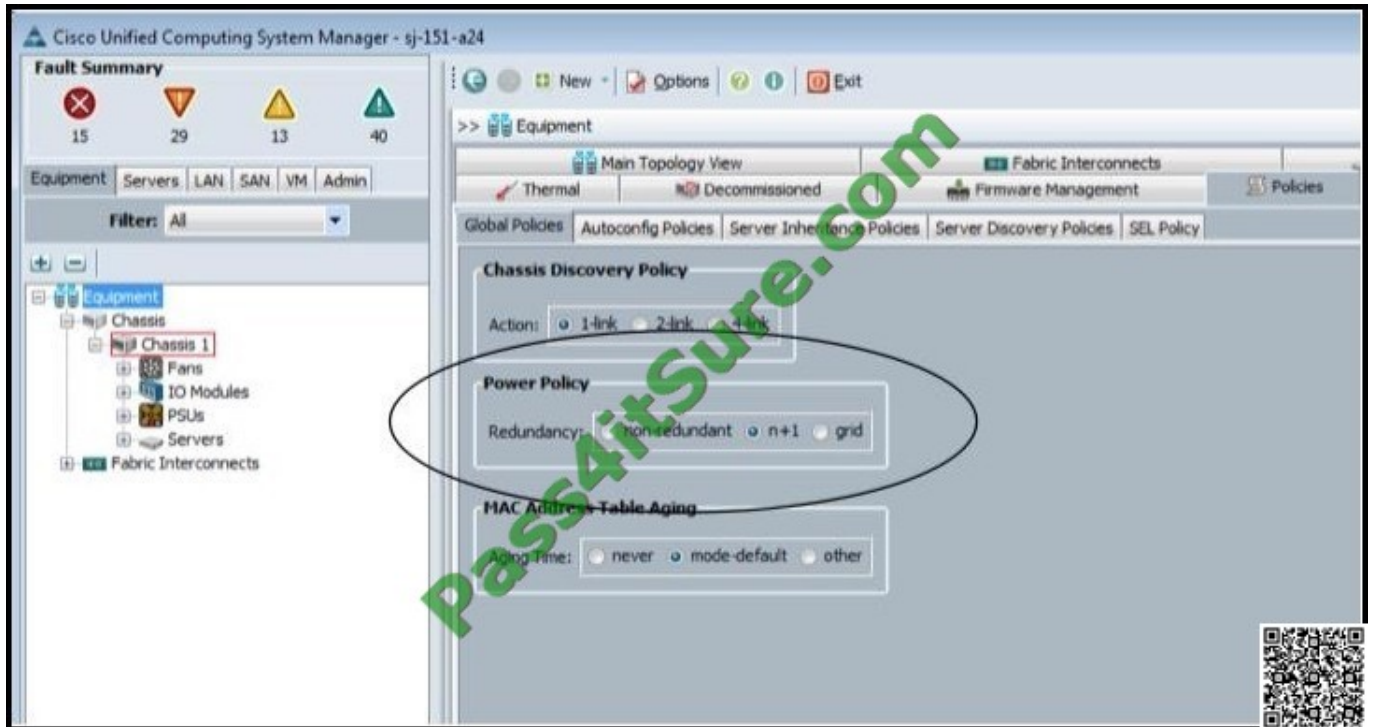 Cisco Unified Computing System Manager - sj-151-a24
Fault Summary
15 29 13 40
Equipment Servers LAN SAN VM Admin
Filter: All
Equipment
Chassis
Chassis 1
Fans
IO Modules
PSUs
Servers
Fabric Interconnects
New Options Exit
>> Equipment
Main Topology View Fabric Interconnects
Thermal Decommissioned Firmware Management Policies
Global Policies Autoconfig Policies Server Inheritance Policies Server Discovery Policies SEL Policy
Chassis Discovery Policy
Action: 1-link 2-link 4-link
Power Policy
Redundancy: non-redundant n+1 grid
MAC Address Table Aging
Aging Time: never mode-default other
Pass4itSure.com